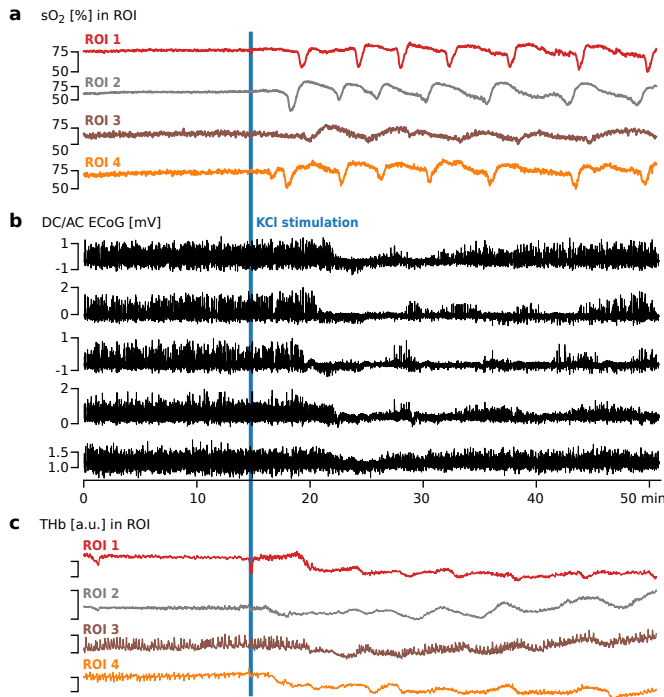 a sO₂ [%] in ROI
ROI 1
75
50
ROI 2
75
50
ROI 3
75
50
ROI 4
75
50
b DC/AC ECoG [mV]
KCl stimulation
1
-1
2
0
1
-1
2
0
1.5
1.0
0 10 20 30 40 50 min
c THb [a.u.] in ROI
ROI 1
ROI 2
ROI 3
ROI 4